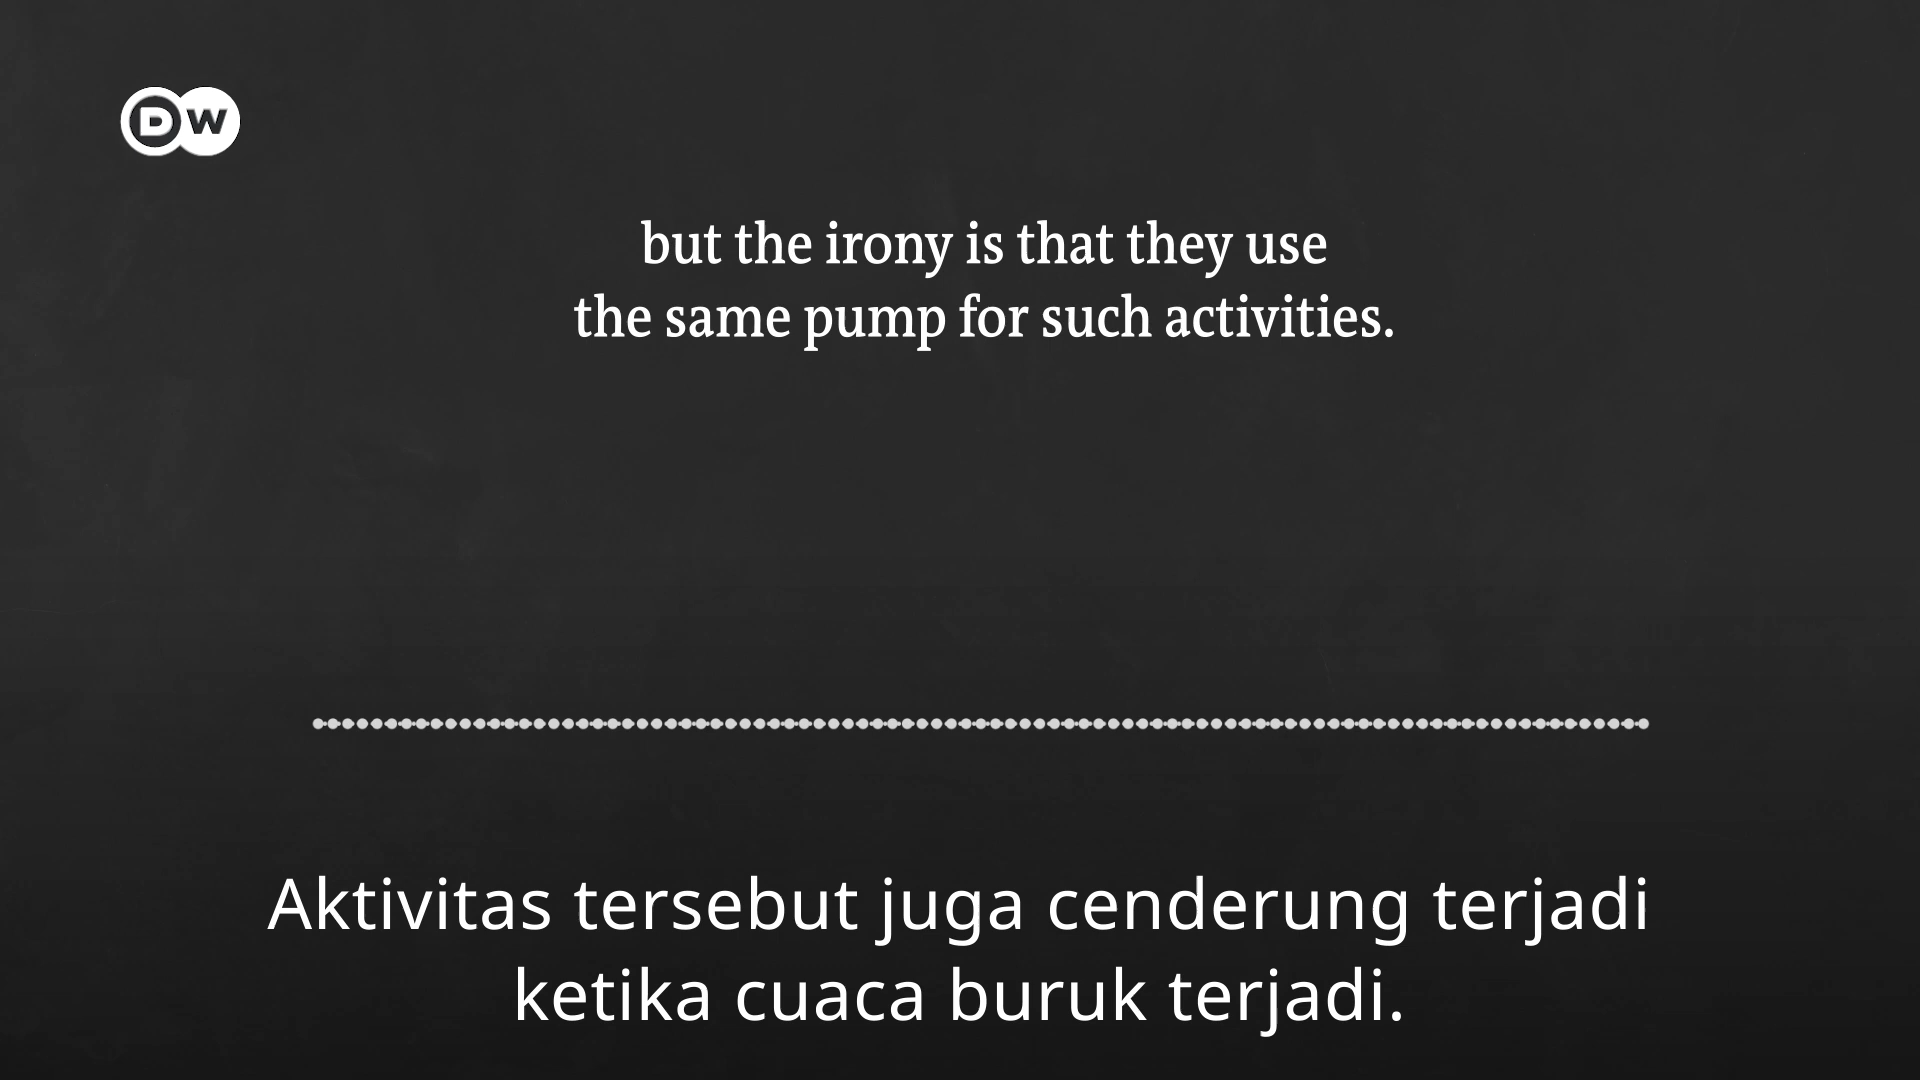 DW
but the irony is that they use
the same pump for such activities.
Aktivitas tersebut juga cenderung terjadi
ketika cuaca buruk terjadi.